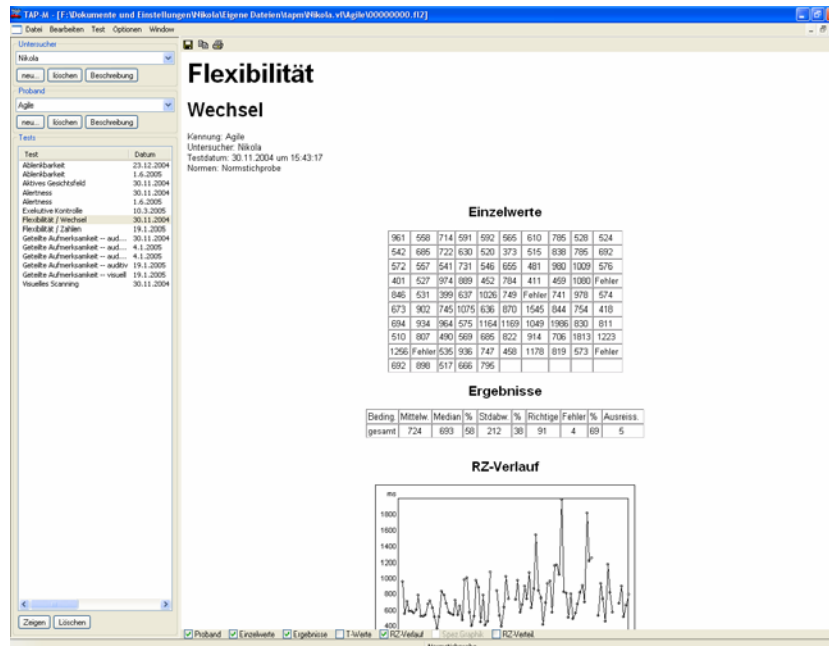 TAP-M - [F:\Dokumente und Einstellungen\Nikola\Eigene Dateien\tapm\Nikola.vf\Agile\00000000.fl2]
Datei Bearbeiten Test Optionen Window
Untersucher
Nikola
neu... löschen Beschreibung
Proband
Agile
neu... löschen Beschreibung
Tests
Test Datum
Ablenkbarkeit 23.12.2004
Ablenkbarkeit 1.6.2005
Aktives Gesichtsfeld 30.11.2004
Alertness 30.11.2004
Alertness 1.6.2005
Exekutive Kontrolle 10.3.2005
Flexibilität / Wechsel 30.11.2004
Flexibilität / Zahlen 19.1.2005
Geteilte Aufmerksamkeit -- aud.... 30.11.2004
Geteilte Aufmerksamkeit -- aud.... 4.1.2005
Geteilte Aufmerksamkeit -- aud.... 4.1.2005
Geteilte Aufmerksamkeit -- auditiv 19.1.2005
Geteilte Aufmerksamkeit -- visuell 19.1.2005
Visuelles Scanning 30.11.2004
Zeigen Löschen
Flexibilität
Wechsel
Kennung: Agile
Untersucher: Nikola
Testdatum: 30.11.2004 um 15:43:17
Normen: Normstichprobe
Einzelwerte
961 558 714 591 592 565 610 785 528 524
542 685 722 630 520 373 515 838 785 692
572 557 541 731 546 655 481 980 1009 576
401 527 974 889 452 784 411 459 1080 Fehler
846 531 399 637 1026 749 Fehler 741 978 574
673 902 745 1075 636 870 1545 844 754 418
694 934 964 575 1164 1169 1049 1986 830 811
510 807 490 569 685 822 914 706 1813 1223
1256 Fehler 535 936 747 458 1178 819 573 Fehler
692 898 517 666 795
Ergebnisse
Beding. Mittelw. Median % Stdabw. % Richtige Fehler % Ausreiss.
gesamt 724 693 58 212 38 91 4 69 5
RZ-Verlauf
ms
1800
1600
1400
1200
1000
800
600
400
Proband Einzelwerte Ergebnisse T-Werte RZ-Verlauf Spez.Graphik RZ-Verteil.
Normstichprobe